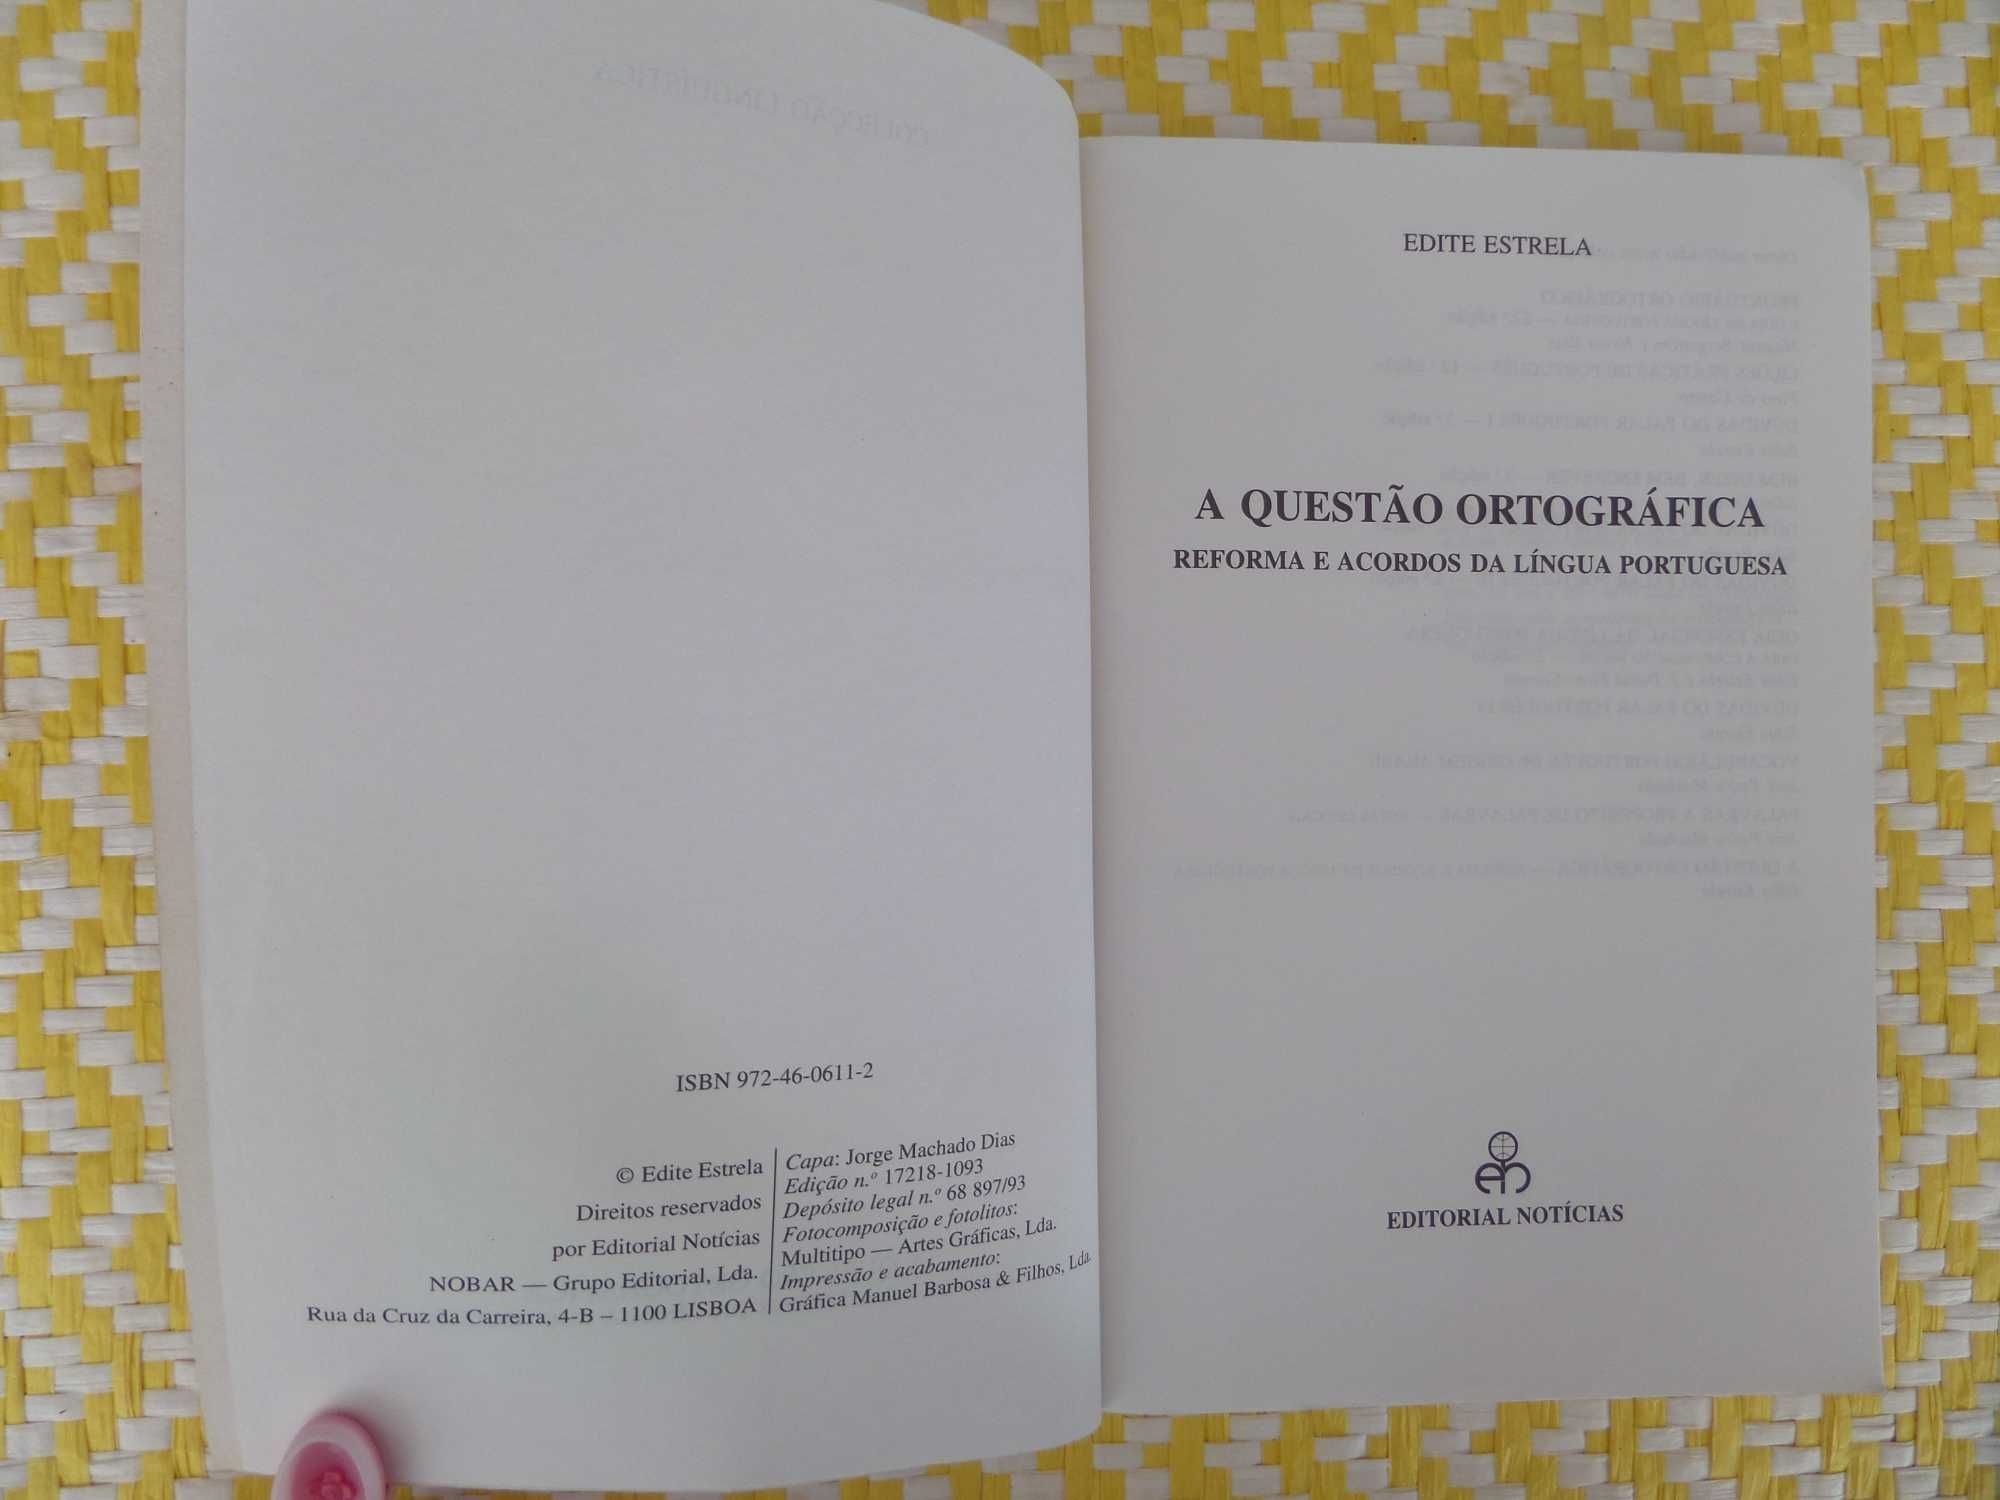 COLECÇÃO LINGUÍSTICA
ISBN 972-46-0611-2
© Edite Estrela
Direitos reservados
por Editorial Notícias
NOBAR — Grupo Editorial, Lda.
Rua da Cruz da Carreira, 4-B – 1100 LISBOA
Capa: Jorge Machado Dias
Edição n.º 17218-1093
Depósito legal n.º 68 897/93
Fotocomposição e fotolitos:
Multitipo — Artes Gráficas, Lda.
Impressão e acabamento:
Gráfica Manuel Barbosa & Filhos, Lda.
EDITE ESTRELA
A QUESTÃO ORTOGRÁFICA
REFORMA E ACORDOS DA LÍNGUA PORTUGUESA
EDITORIAL NOTÍCIAS